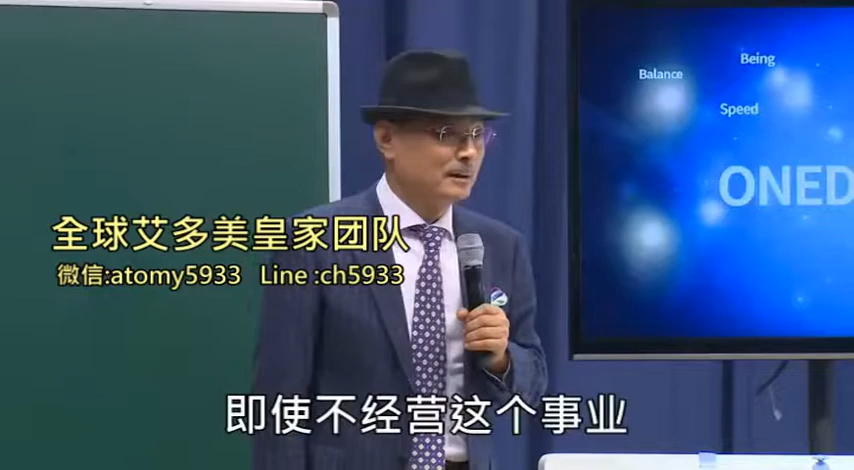 Being
Balance
Speed
ONED
全球艾多美皇家团队
微信:atomy5933 Line :ch5933
即使不经营这个事业